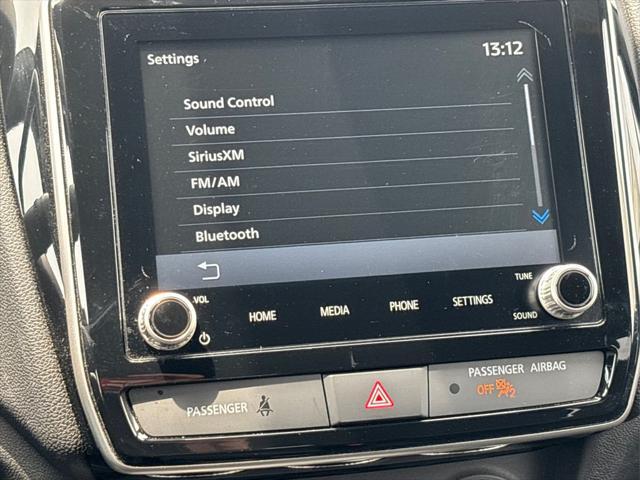 Settings 13:12
Sound Control
Volume
SiriusXM
FM/AM
Display
Bluetooth
VOL HOME MEDIA PHONE SETTINGS TUNE
SOUND
PASSENGER
PASSENGER AIRBAG
OFF 2